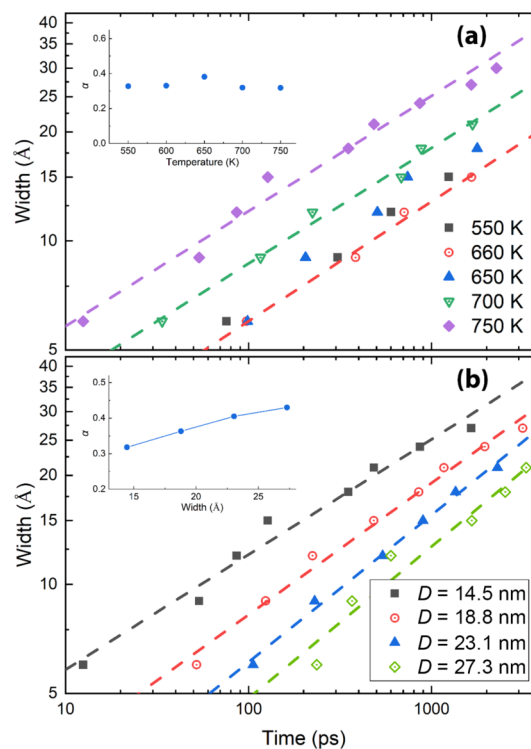 40
35
30
25
20
15
10
5
Width (Å)
(a)
0.6
0.4
0.2
0.0
α
550 600 650 700 750
Temperature (K)
550 K
660 K
650 K
700 K
750 K
40
35
30
25
20
15
10
5
Width (Å)
(b)
0.5
0.4
0.3
0.2
α
15 20 25
Width (Å)
D = 14.5 nm
D = 18.8 nm
D = 23.1 nm
D = 27.3 nm
10 100 1000
Time (ps)